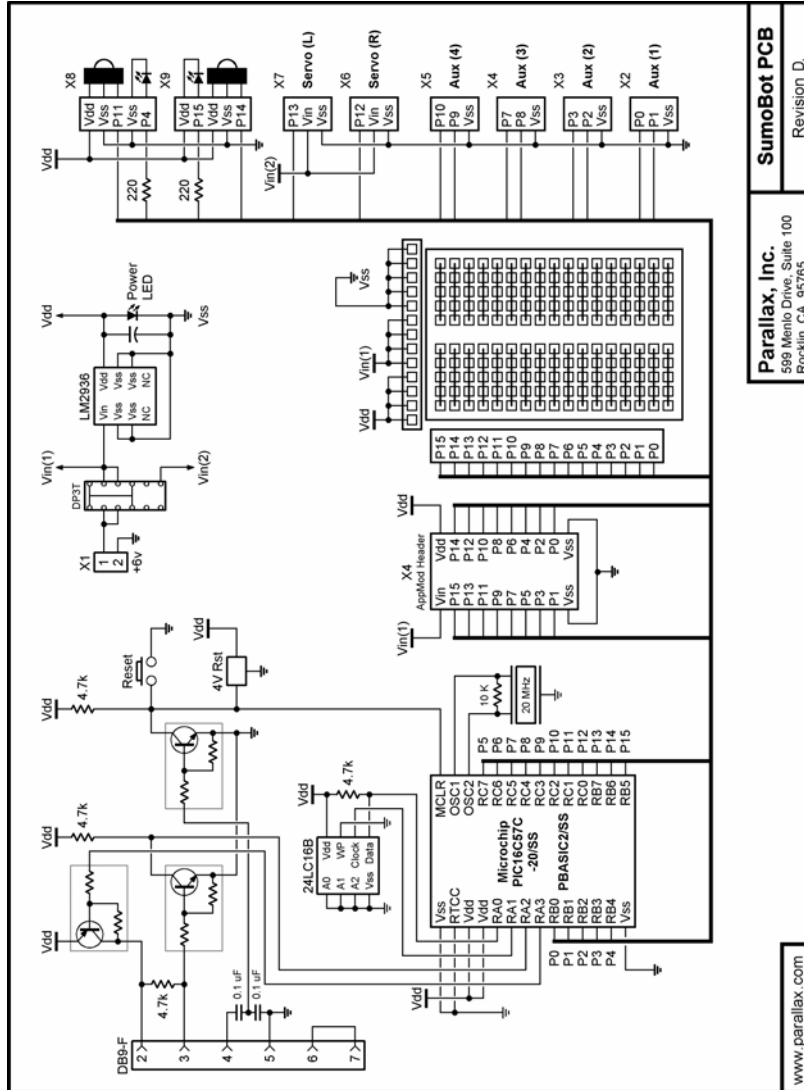 DB9-F
2
3
4
5
6
7
4.7k
0.1 uF
0.1 uF
Vdd
Vdd
4.7k
Vdd
4.7k
Reset
Vdd
4V Rst
X1
1
2
+6v
DP3T
Vin(1)
Vin(2)
LM2936
Vin Vdd
Vss Vss
Vss Vss
NC NC
Vdd
Power
LED
Vss
Vdd
220
220
X8
Vdd
Vss
P11
P4
X9
Vdd
P15
Vdd
Vss
P14
Vin(2)
X7
Servo (L)
P13
Vin
Vss
X6
Servo (R)
P12
Vin
Vss
X5
Aux (4)
P10
P9
Vss
X4
Aux (3)
P7
P8
Vss
X3
Aux (2)
P3
P2
Vss
X2
Aux (1)
P0
P1
Vss
24LC16B
A0 Vdd
A1 WP
A2 Clock
Vss Data
Vdd
4.7k
Vdd
Microchip
PIC16C57C
-20/SS
PBASIC2/SS
Vss
RTCC
Vdd
Vdd
RA0
RA1
RA2
RA3
RB0
RB1
RB2
RB3
RB4
Vss
P0
P1
P2
P3
P4
MCLR
OSC1
OSC2
RC7
RC6
RC5
RC4
RC3
RC2
RC1
RC0
RB7
RB6
RB5
P5
P6
P7
P8
P9
P10
P11
P12
P13
P14
P15
10 K
20 MHz
X4
AppMod Header
Vin(1)
Vdd
Vin Vdd
P15 P14
P13 P12
P11 P10
P9 P8
P7 P6
P5 P4
P3 P2
P1 P0
Vss Vss
P15
P14
P13
P12
P11
P10
P9
P8
P7
P6
P5
P4
P3
P2
P1
P0
Vdd
Vin(1)
Vss
www.parallax.com
Parallax, Inc.
599 Menlo Drive, Suite 100
Rocklin, CA 95765
SumoBot PCB
Revision D.